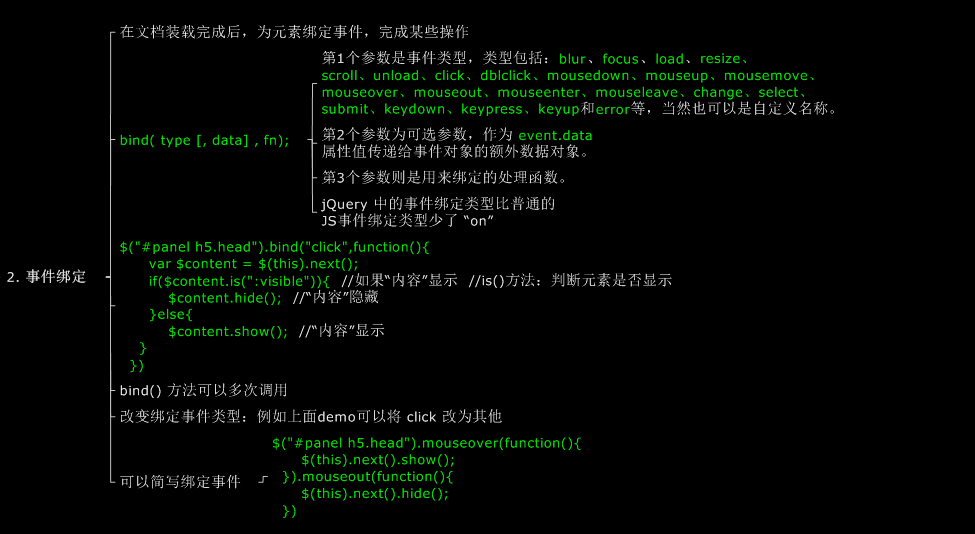 在文档装载完成后，为元素绑定事件，完成某些操作
第1个参数是事件类型，类型包括：blur、focus、load、resize、
scroll、unload、click、dblclick、mousedown、mouseup、mousemove、
mouseover、mouseout、mouseenter、mouseleave、change、select、
submit、keydown、keypress、keyup和error等，当然也可以是自定义名称。
bind( type [, data] , fn);
第2个参数为可选参数，作为 event.data
属性值传递给事件对象的额外数据对象。
第3个参数则是用来绑定的处理函数。
jQuery 中的事件绑定类型比普通的
JS事件绑定类型少了 “on”
2. 事件绑定
$("#panel h5.head").bind("click",function(){
var $content = $(this).next();
if($content.is(":visible")){ //如果“内容”显示 //is()方法：判断元素是否显示
$content.hide(); //“内容”隐藏
}else{
$content.show(); //“内容”显示
}
})
bind() 方法可以多次调用
改变绑定事件类型：例如上面demo可以将 click 改为其他
可以简写绑定事件
$("#panel h5.head").mouseover(function(){
$(this).next().show();
}).mouseout(function(){
$(this).next().hide();
})